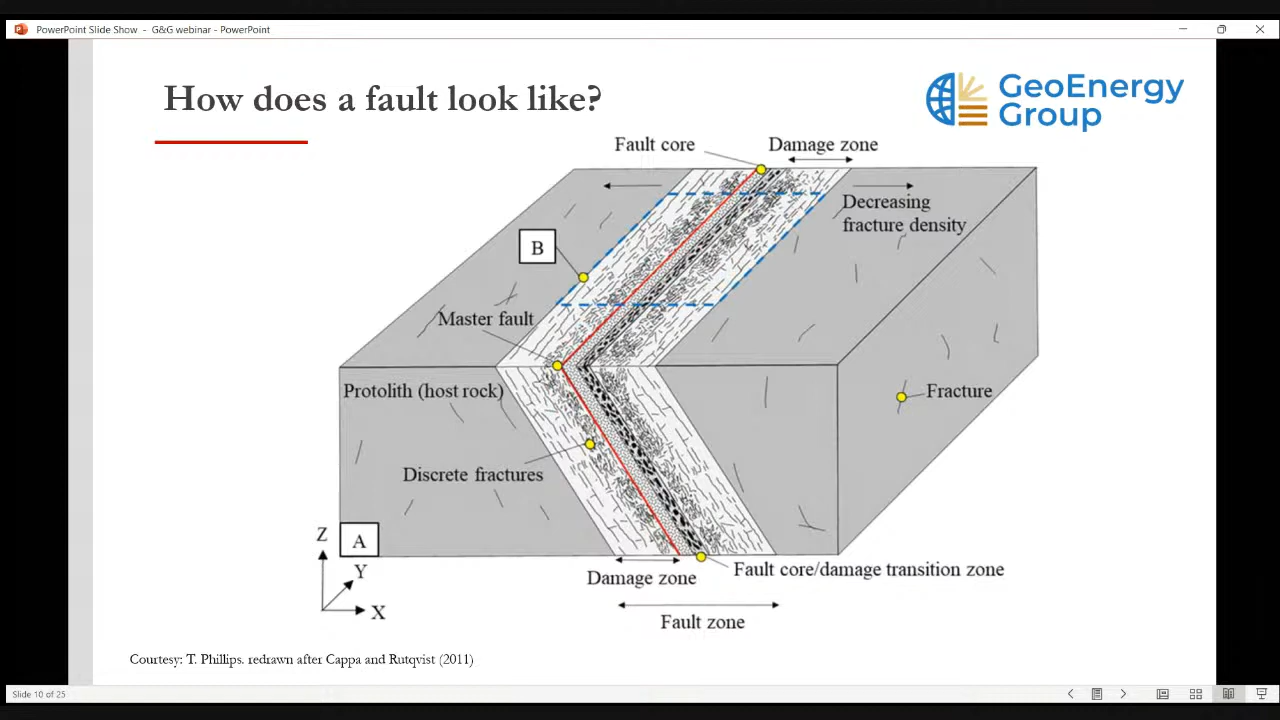 PowerPoint Slide Show - G&G webinar - PowerPoint
How does a fault look like?
GeoEnergy
Group
Fault core
Damage zone
Decreasing
fracture density
B
Master fault
Protolith (host rock)
Fracture
Discrete fractures
Z
A
Y
X
Damage zone
Fault core/damage transition zone
Fault zone
Courtesy: T. Phillips. redrawn after Cappa and Rutqvist (2011)
Slide 10 of 25